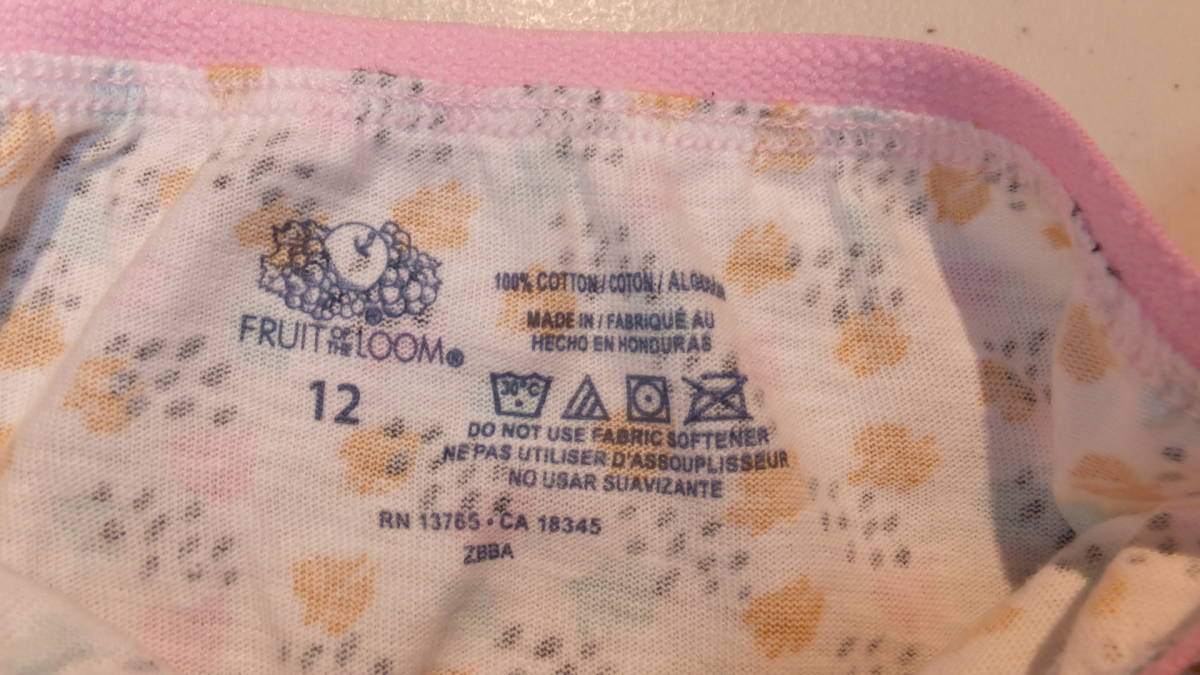 FRUIT OF THE LOOM®
12
100% COTTON / COTON / ALGODÓN
MADE IN / FABRIQUÉ AU
HECHO EN HONDURAS
30°C
DO NOT USE FABRIC SOFTENER
NE PAS UTILISER D'ASSOUPLISSEUR
NO USAR SUAVIZANTE
RN 13765 • CA 18345
ZBBA